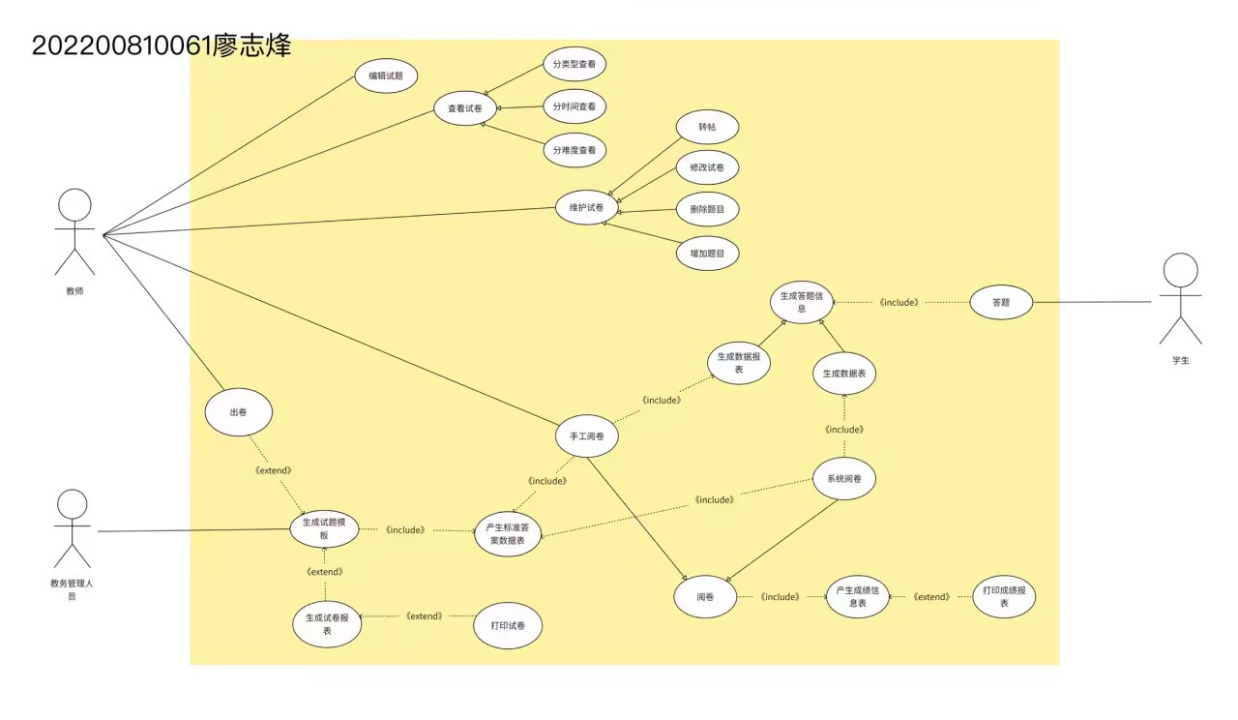 202200810061廖志烽
编辑试题
分类型查看
查看试卷
分时间查看
分难度查看
转帖
修改试卷
维护试卷
删除题目
增加题目
教师
生成答题信
息
《include》
答题
学生
生成数据报
表
生成数据表
《include》
出卷
手工阅卷
《include》
《extend》
《include》
系统阅卷
《include》
生成试题模
板
《include》
产生标准答
案数据表
教务管理人
员
《extend》
生成试卷报
表
《extend》
打印试卷
阅卷
《include》
产生成绩信
息表
《extend》
打印成绩报
表